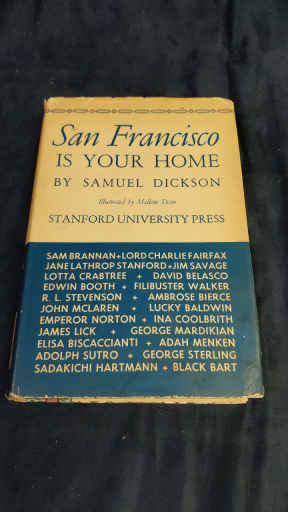 San Francisco
IS YOUR HOME
BY SAMUEL DICKSON
Illustrated by Mallette Dean
STANFORD UNIVERSITY PRESS
SAM BRANNAN + LORD CHARLIE FAIRFAX
JANE LATHROP STANFORD + JIM SAVAGE
LOTTA CRABTREE + DAVID BELASCO
EDWIN BOOTH + FILIBUSTER WALKER
R. L. STEVENSON + AMBROSE BIERCE
JOHN MCLAREN + LUCKY BALDWIN
EMPEROR NORTON + INA COOLBRITH
JAMES LICK + GEORGE MARDIKIAN
ELISA BISCACCIANTI + ADAH MENKEN
ADOLPH SUTRO + GEORGE STERLING
SADAKICHI HARTMANN + BLACK BART